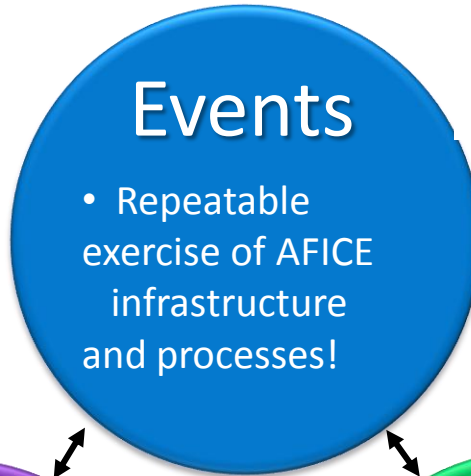 Events
• Repeatable
exercise of AFICE
infrastructure
and processes!